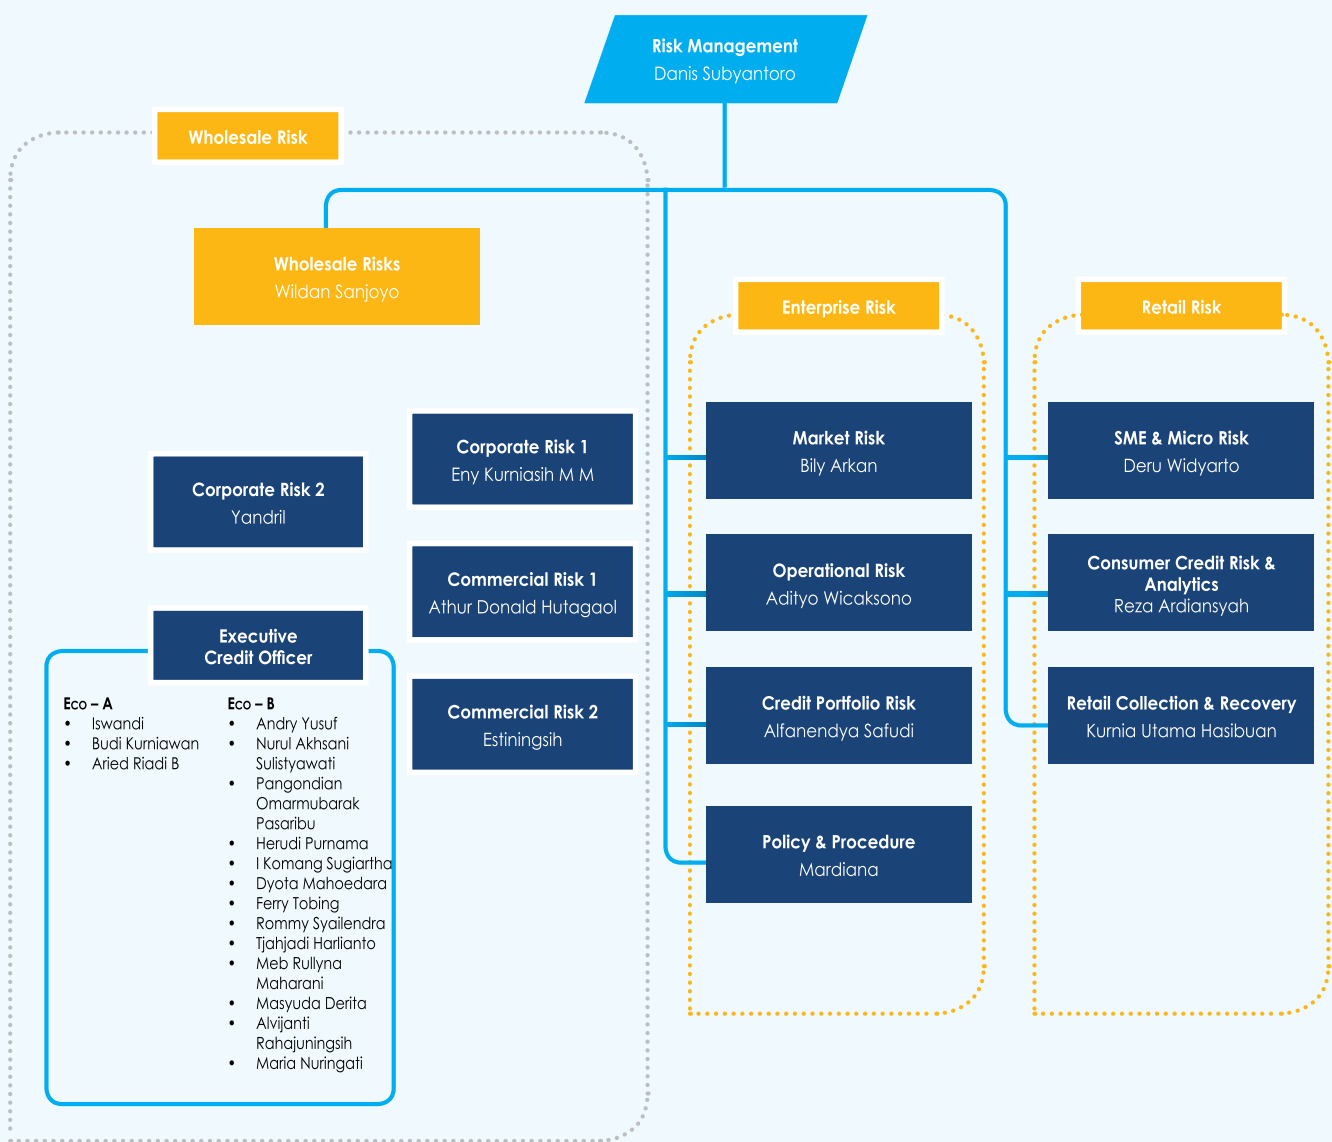 Risk Management
Danis Subyantoro
Wholesale Risk
Wholesale Risks
Wildan Sanjoyo
Corporate Risk 2
Yandril
Corporate Risk 1
Eny Kurniasih M M
Commercial Risk 1
Athur Donald Hutagaol
Commercial Risk 2
Estiningsih
Executive
Credit Officer
Eco – A
• Iswandi
• Budi Kurniawan
• Aried Riadi B
Eco – B
• Andry Yusuf
• Nurul Akhsani
Sulistyawati
• Pangondian
Omarmubarak
Pasaribu
• Herudi Purnama
• I Komang Sugiartha
• Dyota Mahoedara
• Ferry Tobing
• Rommy Syailendra
• Tjahjadi Harlianto
• Meb Rullyna
Maharani
• Masyuda Derita
• Alvijanti
Rahajuningsih
• Maria Nuringati
Enterprise Risk
Market Risk
Bily Arkan
Operational Risk
Adityo Wicaksono
Credit Portfolio Risk
Alfanendya Safudi
Policy & Procedure
Mardiana
Retail Risk
SME & Micro Risk
Deru Widyarto
Consumer Credit Risk &
Analytics
Reza Ardiansyah
Retail Collection & Recovery
Kurnia Utama Hasibuan